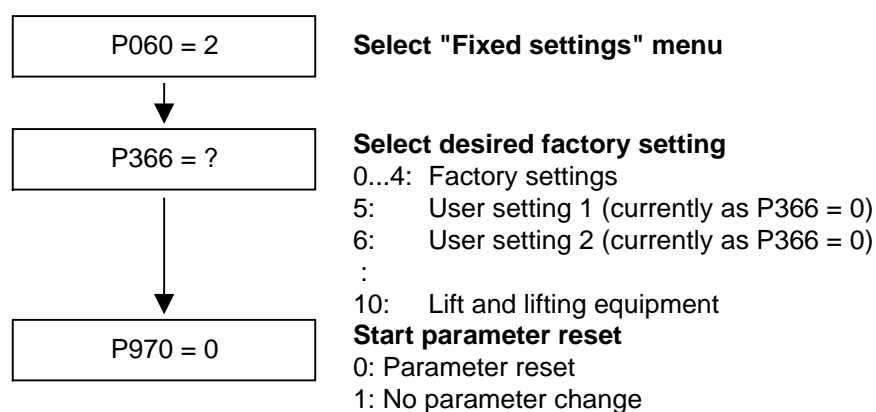 P060 = 2
Select "Fixed settings" menu
P366 = ?
Select desired factory setting
0...4: Factory settings
5: User setting 1 (currently as P366 = 0)
6: User setting 2 (currently as P366 = 0)
:
10: Lift and lifting equipment
P970 = 0
Start parameter reset
0: Parameter reset
1: No parameter change